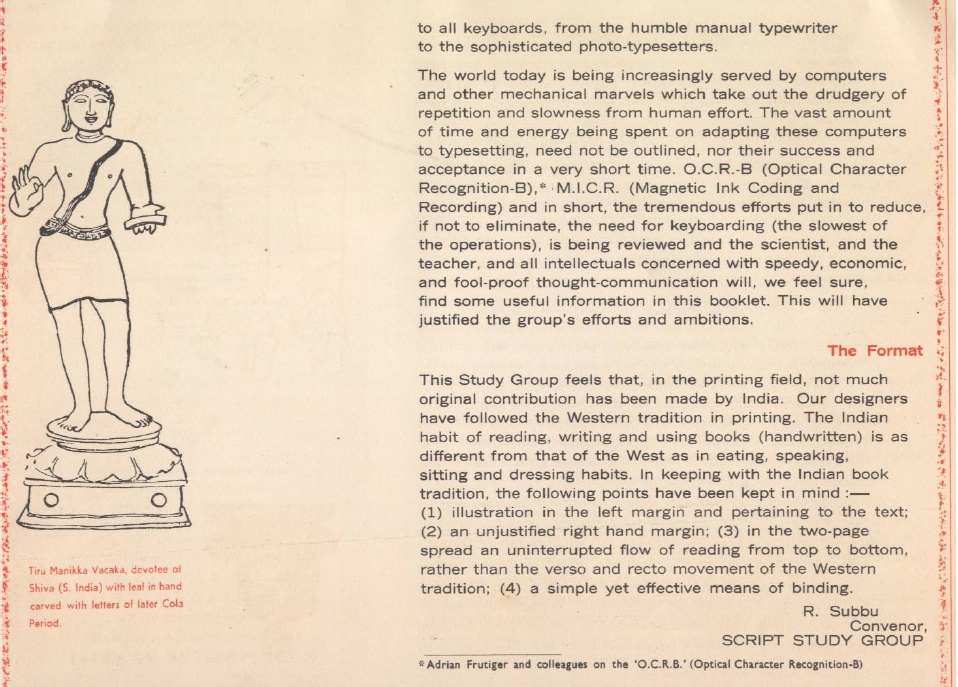 to all keyboards, from the humble manual typewriter
to the sophisticated photo-typesetters.
The world today is being increasingly served by computers
and other mechanical marvels which take out the drudgery of
repetition and slowness from human effort. The vast amount
of time and energy being spent on adapting these computers
to typesetting, need not be outlined, nor their success and
acceptance in a very short time. O.C.R.-B (Optical Character
Recognition-B),* M.I.C.R. (Magnetic Ink Coding and
Recording) and in short, the tremendous efforts put in to reduce,
if not to eliminate, the need for keyboarding (the slowest of
the operations), is being reviewed and the scientist, and the
teacher, and all intellectuals concerned with speedy, economic,
and fool-proof thought-communication will, we feel sure,
find some useful information in this booklet. This will have
justified the group's efforts and ambitions.
The Format
This Study Group feels that, in the printing field, not much
original contribution has been made by India. Our designers
have followed the Western tradition in printing. The Indian
habit of reading, writing and using books (handwritten) is as
different from that of the West as in eating, speaking,
sitting and dressing habits. In keeping with the Indian book
tradition, the following points have been kept in mind :—
(1) illustration in the left margin and pertaining to the text;
(2) an unjustified right hand margin; (3) in the two-page
spread an uninterrupted flow of reading from top to bottom,
rather than the verso and recto movement of the Western
tradition; (4) a simple yet effective means of binding.
R. Subbu
Convenor,
SCRIPT STUDY GROUP
*Adrian Frutiger and colleagues on the 'O.C.R.B.' (Optical Character Recognition-B)
Tiru Manikka Vacaka, devotee of
Shiva (S. India) with leaf in hand
carved with letters of later Cola
Period.